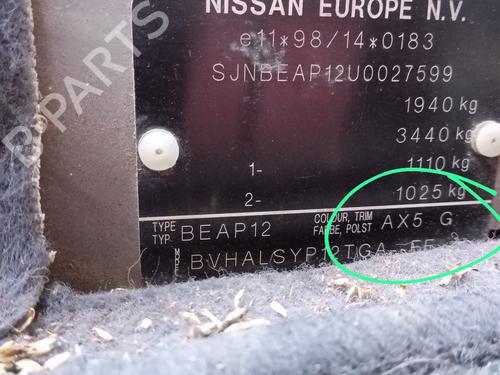 NISSAN EUROPE N.V.
e11*98/14*0183
SJNBEAP12U0027599
1940 kg
3440 kg
1- 1110 kg
2- 1025 kg
TYPE TYP. BEAP12 COLOUR, TRIM FARBE, POLST AX5 G
BVHALSYP12TGA
B-PARTS